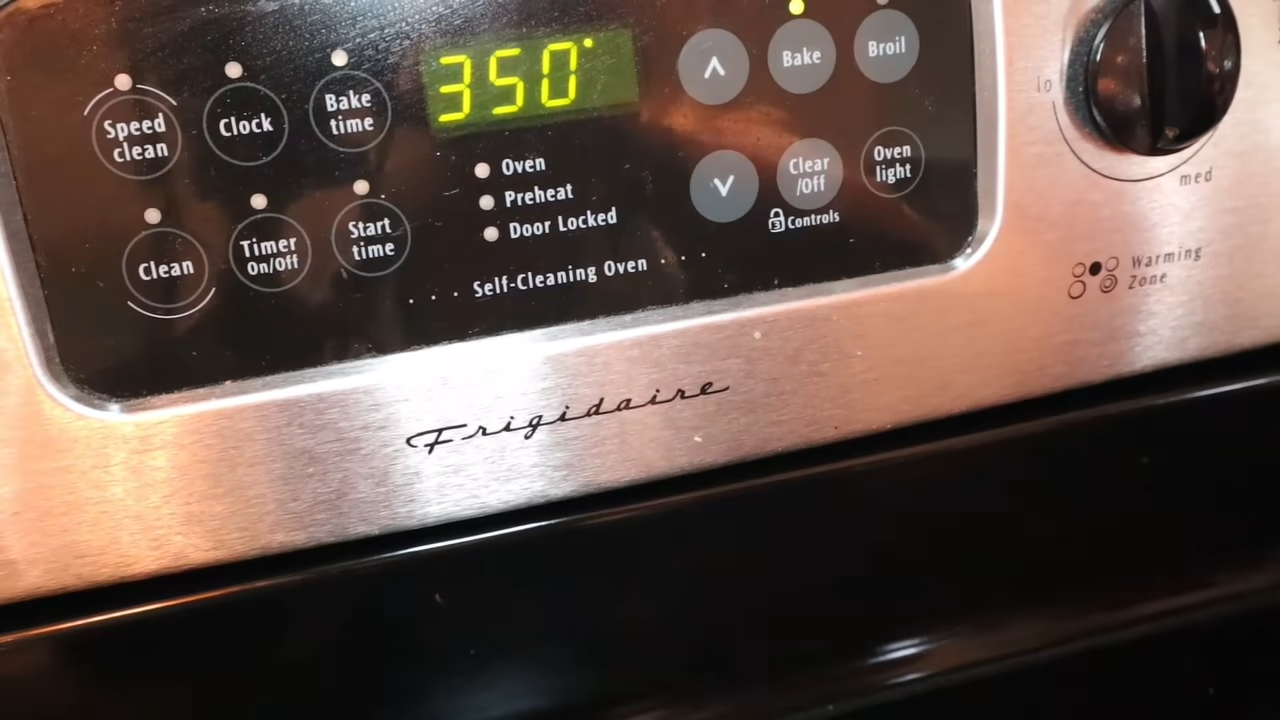 Speed
clean
Clock
Bake
time
350°
Bake
Broil
Clean
Timer
On/Off
Start
time
Oven
Preheat
Door Locked
Clear
/Off
Oven
light
3 Controls
Self-Cleaning Oven
Frigidaire
lo
med
Warming
Zone